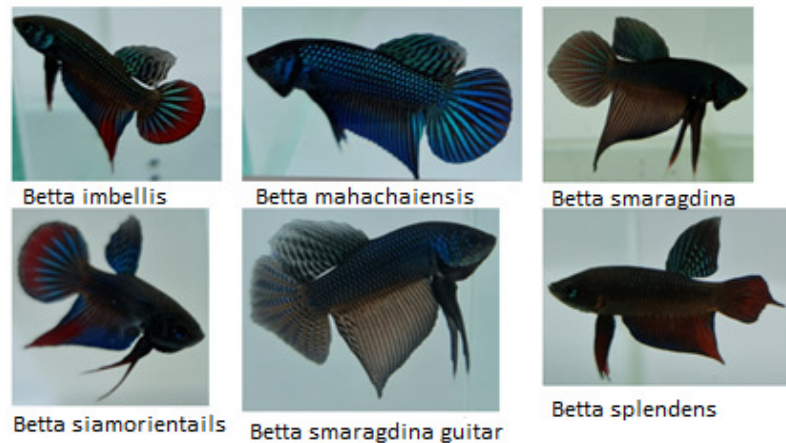 Betta imbellis
Betta mahachaiensis
Betta smaragdina
Betta siamorientails
Betta smaragdina guitar
Betta splendens